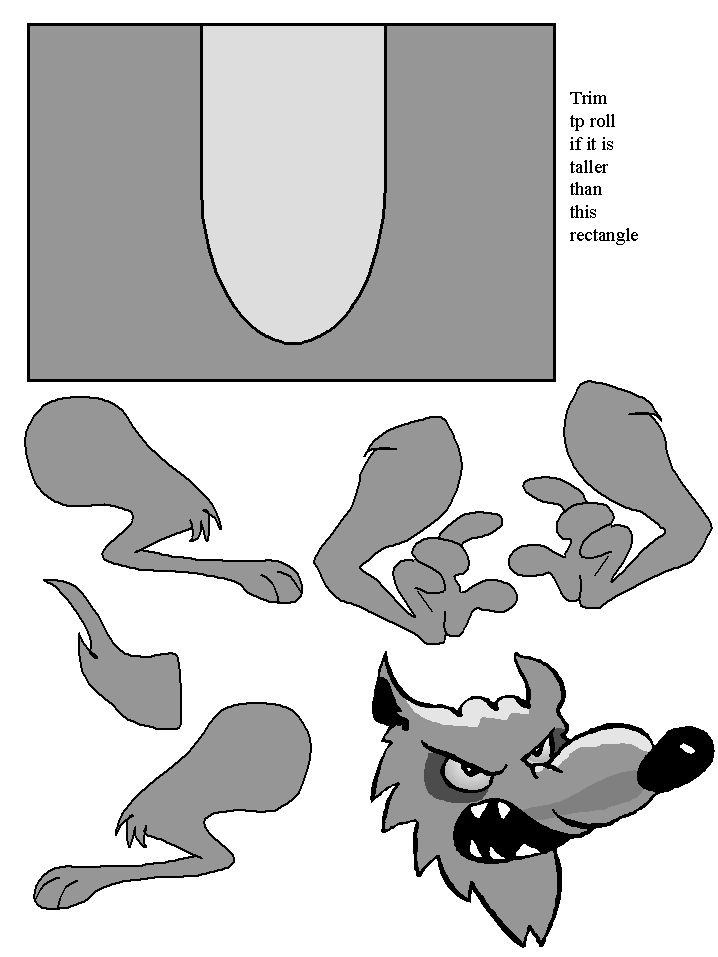 Trim
tp roll
if it is
taller
than
this
rectangle